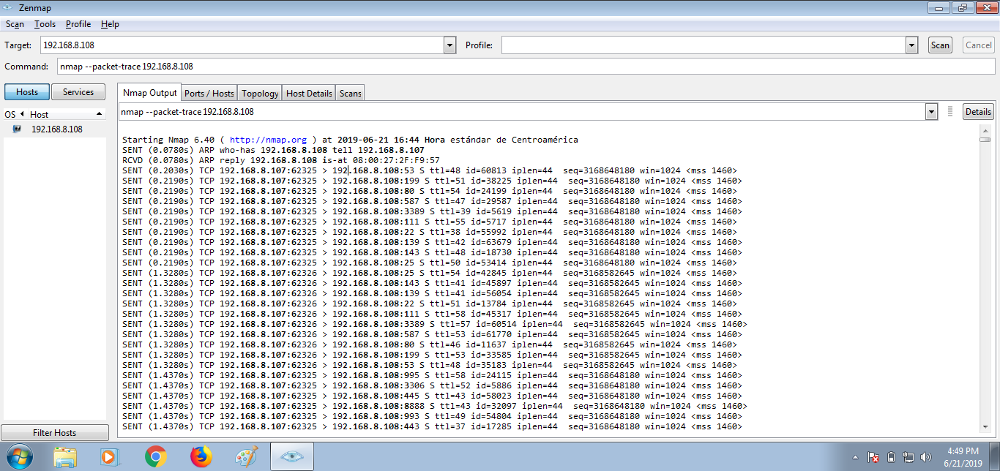 Zenmap
Scan Tools Profile Help
Target: 192.168.8.108 Profile: Scan Cancel
Command: nmap --packet-trace 192.168.8.108
Hosts Services
Nmap Output Ports / Hosts Topology Host Details Scans
OS Host
192.168.8.108
nmap --packet-trace 192.168.8.108 Details
Starting Nmap 6.40 ( http://nmap.org ) at 2019-06-21 16:44 Hora estándar de Centroamérica
SENT (0.0780s) ARP who-has 192.168.8.108 tell 192.168.8.107
RCVD (0.0780s) ARP reply 192.168.8.108 is-at 08:00:27:2F:F9:57
SENT (0.2030s) TCP 192.168.8.107:62325 > 192.168.8.108:53 S ttl=48 id=60813 iplen=44  seq=3168648180 win=1024 <mss 1460>
SENT (0.2190s) TCP 192.168.8.107:62325 > 192.168.8.108:199 S ttl=51 id=38225 iplen=44  seq=3168648180 win=1024 <mss 1460>
SENT (0.2190s) TCP 192.168.8.107:62325 > 192.168.8.108:80 S ttl=54 id=24199 iplen=44  seq=3168648180 win=1024 <mss 1460>
SENT (0.2190s) TCP 192.168.8.107:62325 > 192.168.8.108:587 S ttl=47 id=29587 iplen=44  seq=3168648180 win=1024 <mss 1460>
SENT (0.2190s) TCP 192.168.8.107:62325 > 192.168.8.108:3389 S ttl=39 id=5619 iplen=44  seq=3168648180 win=1024 <mss 1460>
SENT (0.2190s) TCP 192.168.8.107:62325 > 192.168.8.108:111 S ttl=55 id=5717 iplen=44  seq=3168648180 win=1024 <mss 1460>
SENT (0.2190s) TCP 192.168.8.107:62325 > 192.168.8.108:22 S ttl=38 id=55992 iplen=44  seq=3168648180 win=1024 <mss 1460>
SENT (0.2190s) TCP 192.168.8.107:62325 > 192.168.8.108:139 S ttl=42 id=63679 iplen=44  seq=3168648180 win=1024 <mss 1460>
SENT (0.2190s) TCP 192.168.8.107:62325 > 192.168.8.108:143 S ttl=48 id=18730 iplen=44  seq=3168648180 win=1024 <mss 1460>
SENT (0.2190s) TCP 192.168.8.107:62325 > 192.168.8.108:25 S ttl=50 id=53414 iplen=44  seq=3168648180 win=1024 <mss 1460>
SENT (1.3280s) TCP 192.168.8.107:62326 > 192.168.8.108:25 S ttl=54 id=42845 iplen=44  seq=3168582645 win=1024 <mss 1460>
SENT (1.3280s) TCP 192.168.8.107:62326 > 192.168.8.108:143 S ttl=41 id=45897 iplen=44  seq=3168582645 win=1024 <mss 1460>
SENT (1.3280s) TCP 192.168.8.107:62326 > 192.168.8.108:139 S ttl=41 id=56054 iplen=44  seq=3168582645 win=1024 <mss 1460>
SENT (1.3280s) TCP 192.168.8.107:62326 > 192.168.8.108:22 S ttl=51 id=13784 iplen=44  seq=3168582645 win=1024 <mss 1460>
SENT (1.3280s) TCP 192.168.8.107:62326 > 192.168.8.108:111 S ttl=58 id=45317 iplen=44  seq=3168582645 win=1024 <mss 1460>
SENT (1.3280s) TCP 192.168.8.107:62326 > 192.168.8.108:3389 S ttl=57 id=60514 iplen=44  seq=3168582645 win=1024 <mss 1460>
SENT (1.3280s) TCP 192.168.8.107:62326 > 192.168.8.108:587 S ttl=53 id=61770 iplen=44  seq=3168582645 win=1024 <mss 1460>
SENT (1.3280s) TCP 192.168.8.107:62326 > 192.168.8.108:80 S ttl=46 id=11637 iplen=44  seq=3168582645 win=1024 <mss 1460>
SENT (1.3280s) TCP 192.168.8.107:62326 > 192.168.8.108:199 S ttl=53 id=33585 iplen=44  seq=3168582645 win=1024 <mss 1460>
SENT (1.3280s) TCP 192.168.8.107:62326 > 192.168.8.108:53 S ttl=48 id=35183 iplen=44  seq=3168582645 win=1024 <mss 1460>
SENT (1.4370s) TCP 192.168.8.107:62325 > 192.168.8.108:995 S ttl=58 id=24115 iplen=44  seq=3168648180 win=1024 <mss 1460>
SENT (1.4370s) TCP 192.168.8.107:62325 > 192.168.8.108:3306 S ttl=52 id=5886 iplen=44  seq=3168648180 win=1024 <mss 1460>
SENT (1.4370s) TCP 192.168.8.107:62325 > 192.168.8.108:445 S ttl=43 id=58023 iplen=44  seq=3168648180 win=1024 <mss 1460>
SENT (1.4370s) TCP 192.168.8.107:62325 > 192.168.8.108:8888 S ttl=43 id=32097 iplen=44  seq=3168648180 win=1024 <mss 1460>
SENT (1.4370s) TCP 192.168.8.107:62325 > 192.168.8.108:993 S ttl=49 id=54804 iplen=44  seq=3168648180 win=1024 <mss 1460>
SENT (1.4370s) TCP 192.168.8.107:62325 > 192.168.8.108:443 S ttl=37 id=17285 iplen=44  seq=3168648180 win=1024 <mss 1460>
Filter Hosts
4:49 PM
6/21/2019